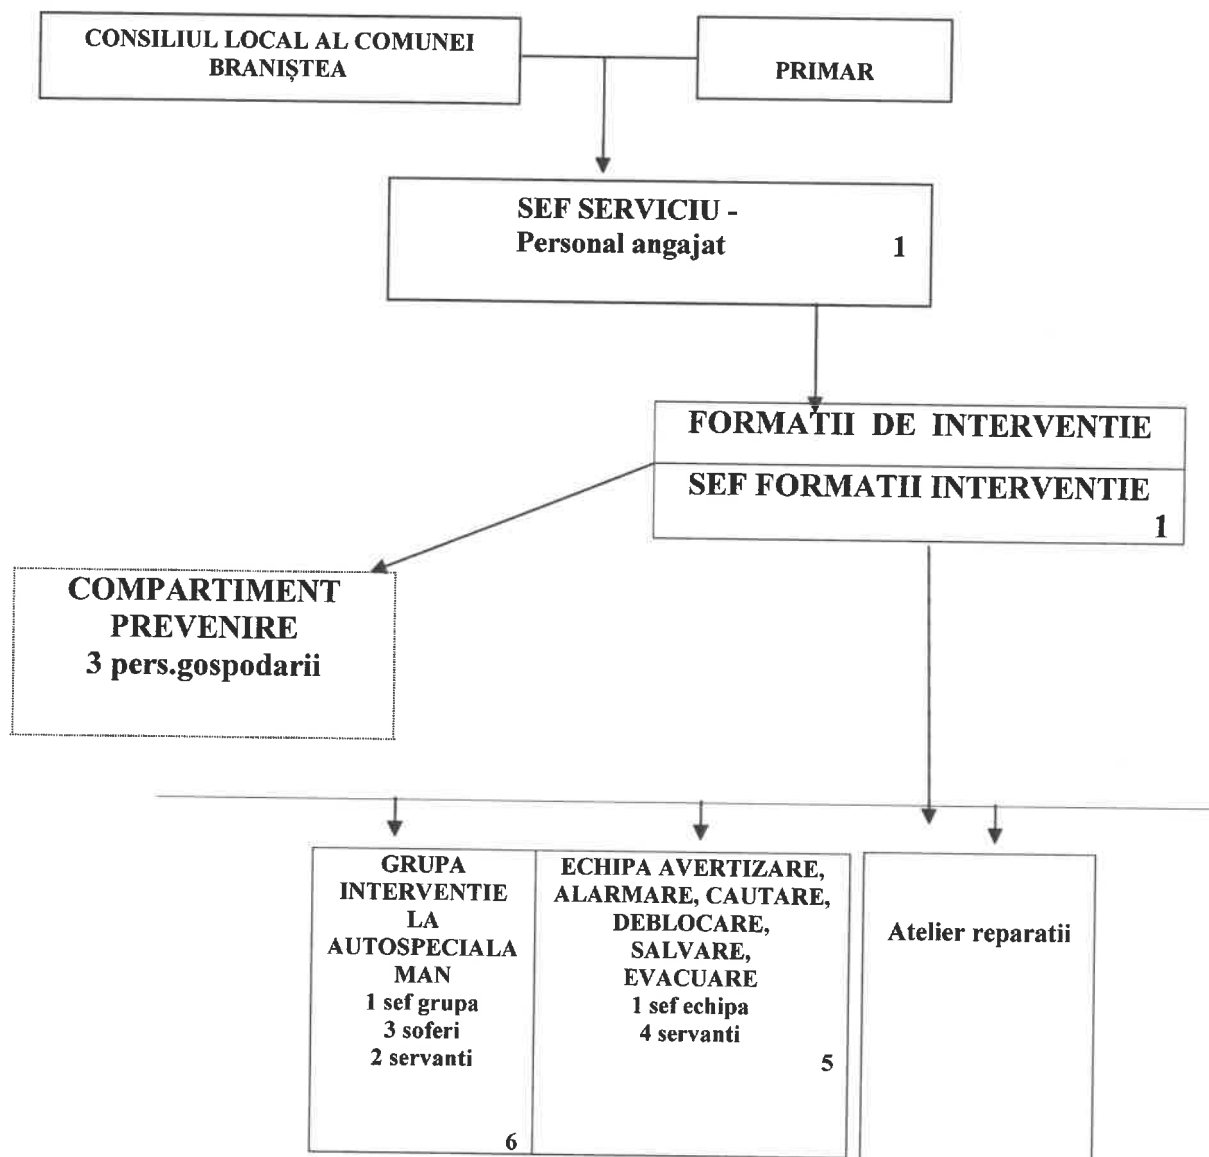 CONSILIUL LOCAL AL COMUNEI
BRANIȘTEA
PRIMAR
SEF SERVICIU -
Personal angajat 1
FORMATII DE INTERVENTIE
SEF FORMATII INTERVENTIE
1
COMPARTIMENT
PREVENIRE
3 pers.gospodarii
GRUPA
INTERVENTIE
LA
AUTOSPECIALA
MAN
1 sef grupa
3 soferi
2 servanti
6
ECHIPA AVERTIZARE,
ALARMARE, CAUTARE,
DEBLOCARE,
SALVARE,
EVACUARE
1 sef echipa
4 servanti
5
Atelier reparatii